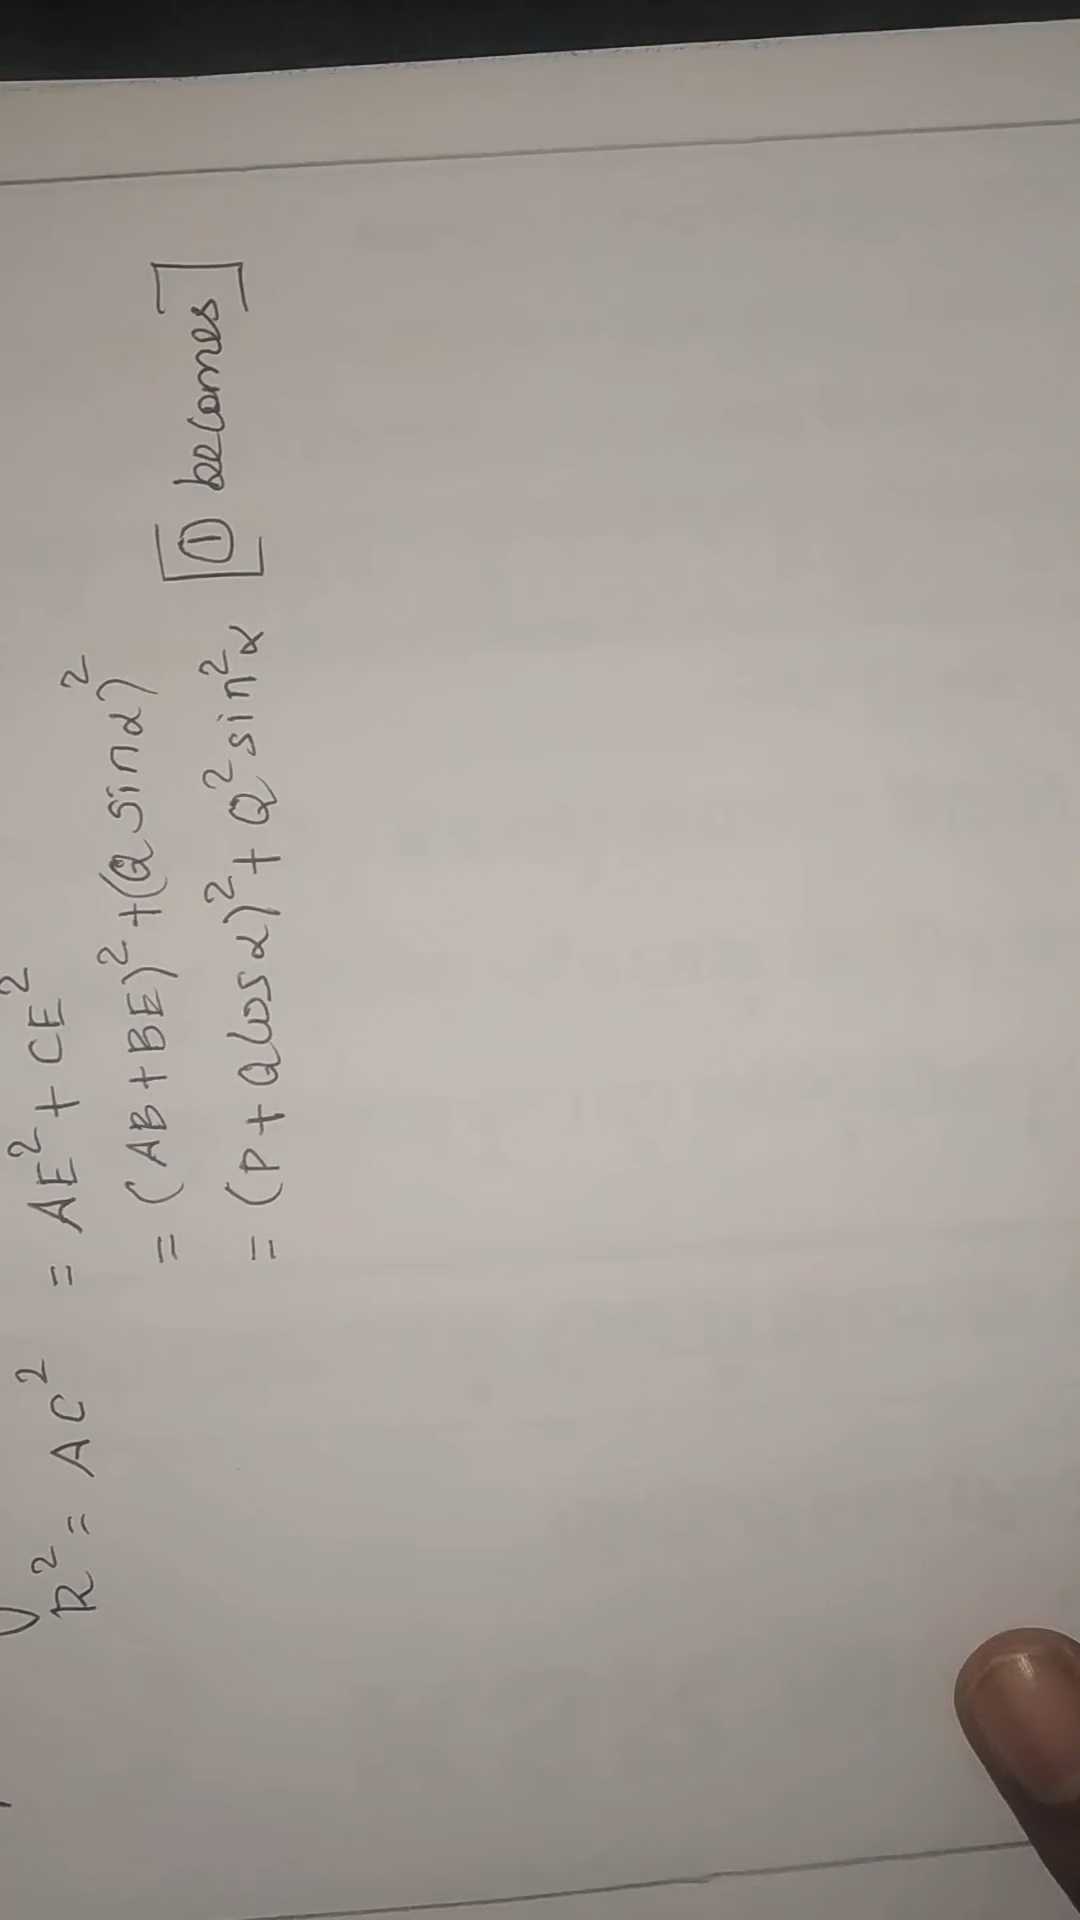 R² = AC² = AE² + CE²
= (AB + BE)² + (Q sinα)²
= (P + Q cosα)² + Q² sin²α [① becomes]